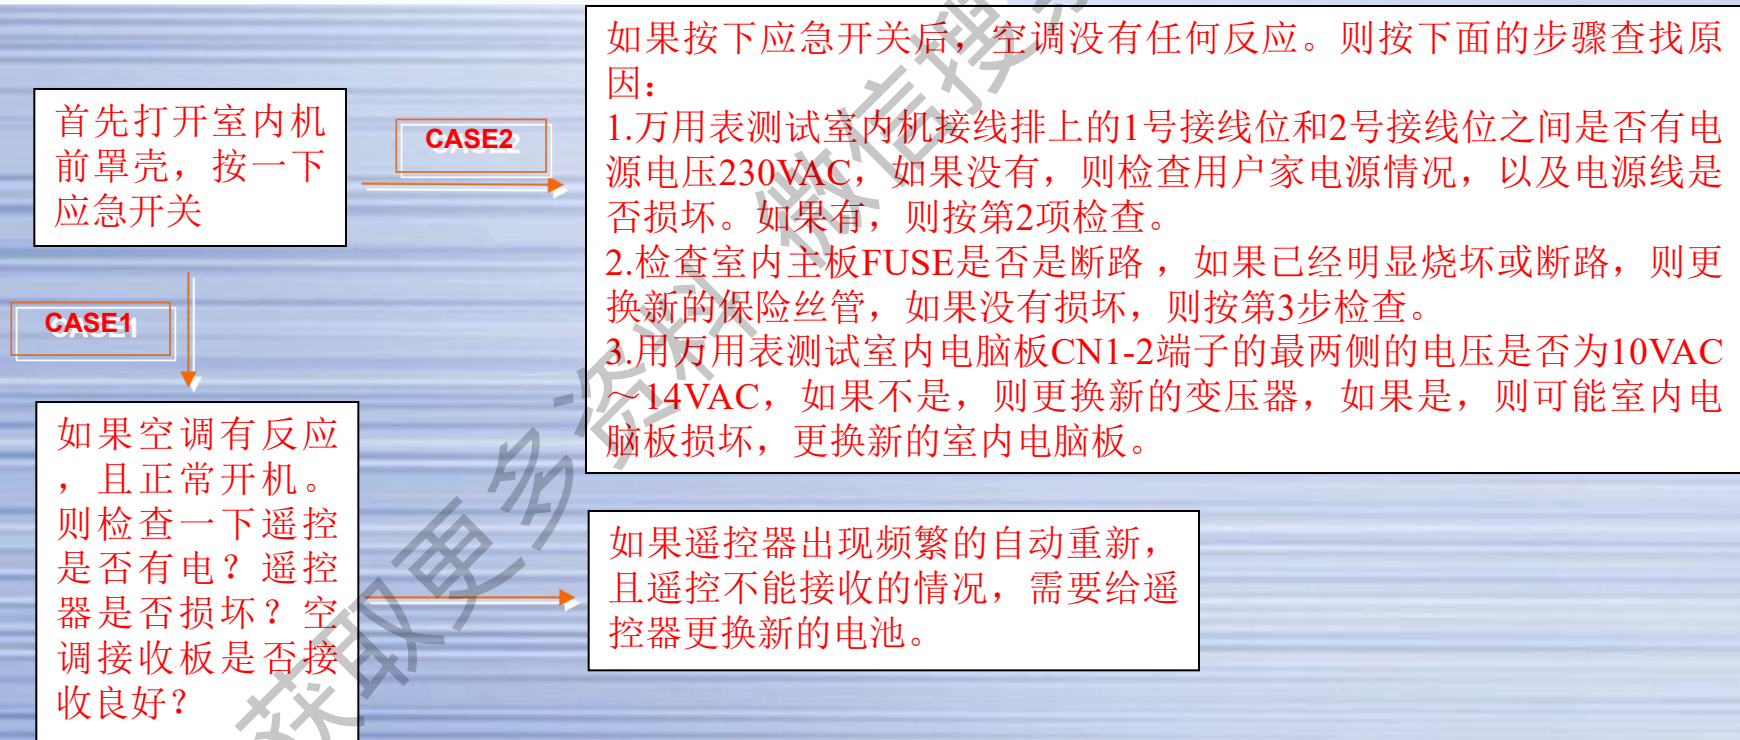 首先打开室内机
前罩壳，按一下
应急开关
CASE2
如果按下应急开关后，空调没有任何反应。则按下面的步骤查找原
因：
1.万用表测试室内机接线排上的1号接线位和2号接线位之间是否有电
源电压230VAC，如果没有，则检查用户家电源情况，以及电源线是
否损坏。如果有，则按第2项检查。
2.检查室内主板FUSE是否是断路，如果已经明显烧坏或断路，则更
换新的保险丝管，如果没有损坏，则按第3步检查。
3.用万用表测试室内电脑板CN1-2端子的最两侧的电压是否为10VAC
～14VAC，如果不是，则更换新的变压器，如果是，则可能室内电
脑板损坏，更换新的室内电脑板。
CASE1
如果空调有反应
，且正常开机。
则检查一下遥控
是否有电？遥控
器是否损坏？空
调接收板是否接
收良好？
如果遥控器出现频繁的自动重新，
且遥控不能接收的情况，需要给遥
控器更换新的电池。
获取更多资料 微信搜